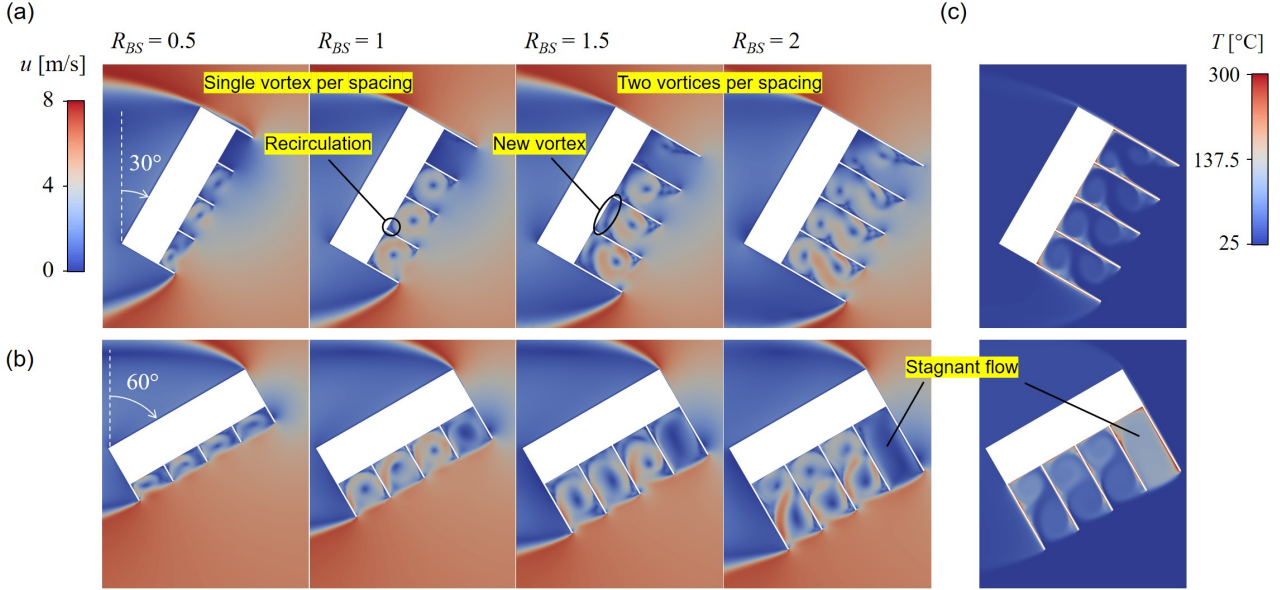 (a)
(c)
R_BS = 0.5
R_BS = 1
R_BS = 1.5
R_BS = 2
u [m/s]
T [°C]
Single vortex per spacing
Two vortices per spacing
8
300
Recirculation
New vortex
30°
137.5
4
0
25
(b)
60°
Stagnant flow